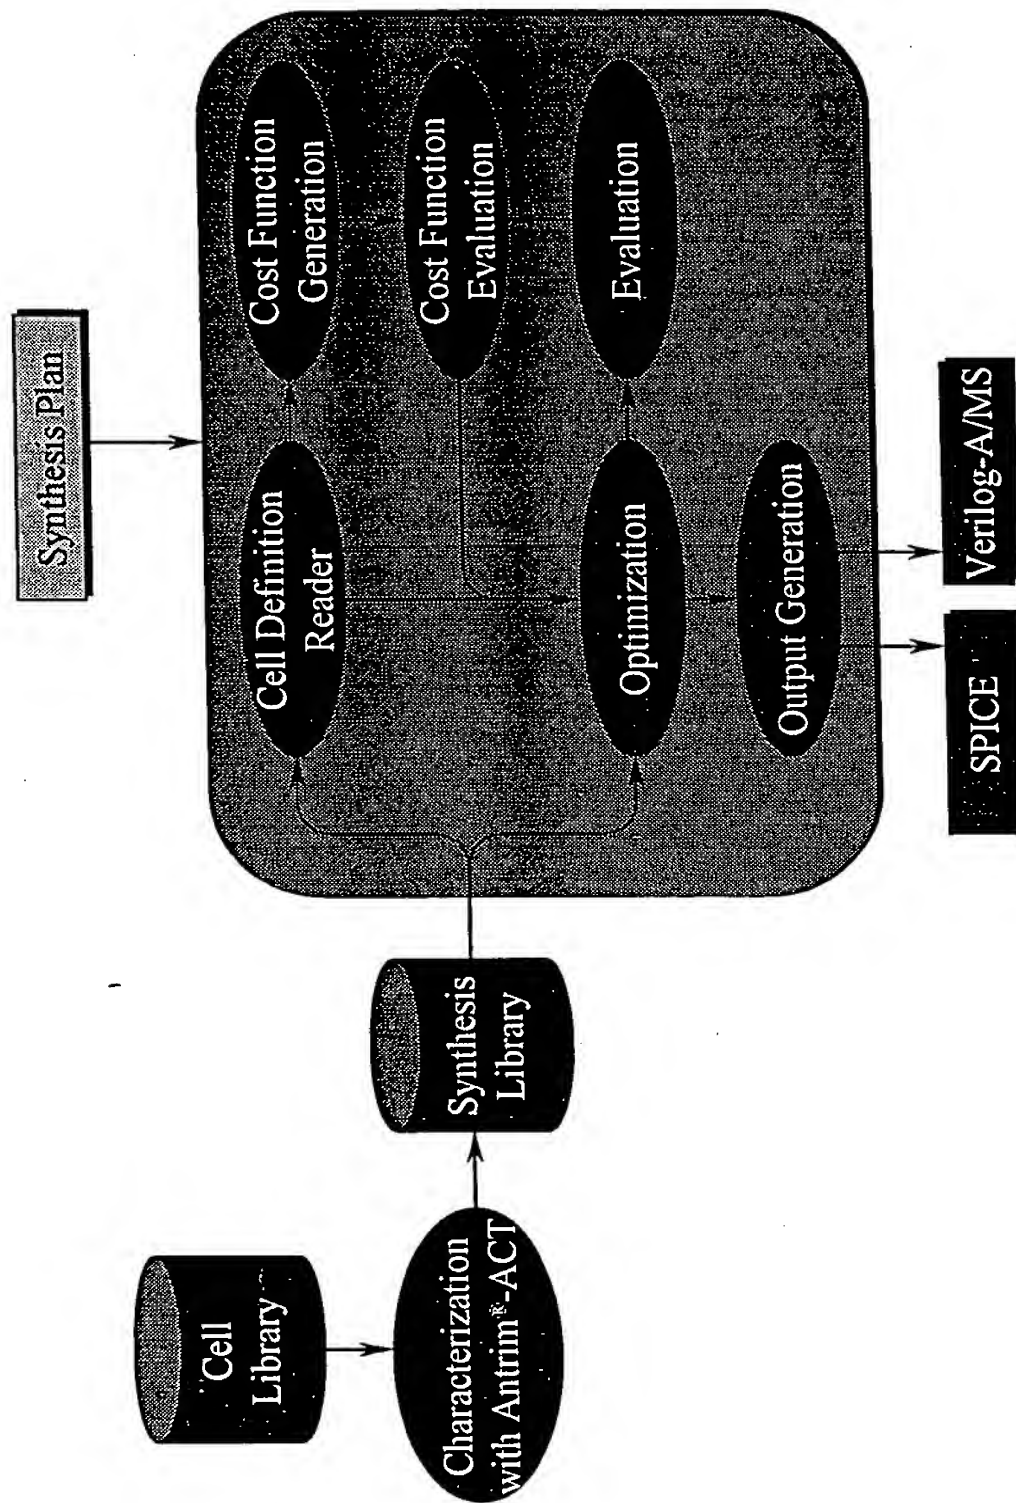 Synthesis Plan
Cell
Library
Characterization
with Antrim®-ACT
Synthesis
Library
Cell Definition
Reader
Cost Function
Generation
Cost Function
Evaluation
Optimization
Evaluation
Output Generation
SPICE
Verilog-A/MS